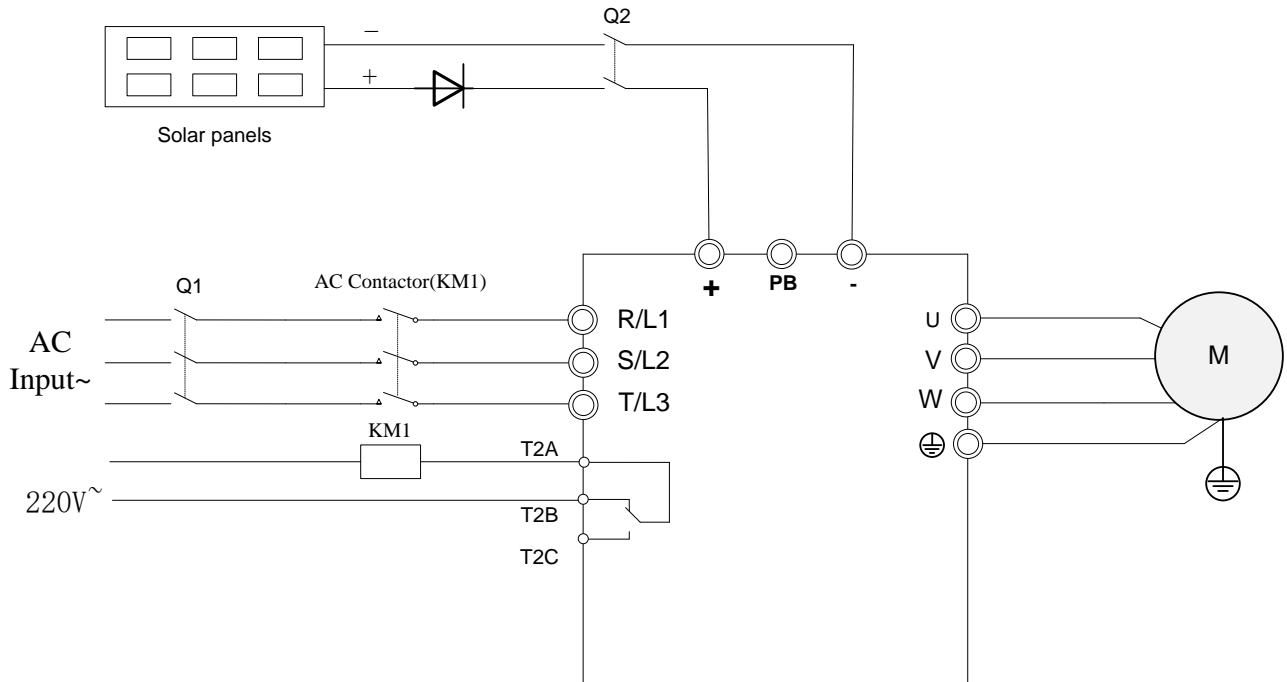 Q2
−
+
Solar panels
Q1
AC Contactor(KM1)
+
PB
-
R/L1
S/L2
T/L3
AC
Input~
U
V
W
M
KM1
T2A
220V~
T2B
T2C